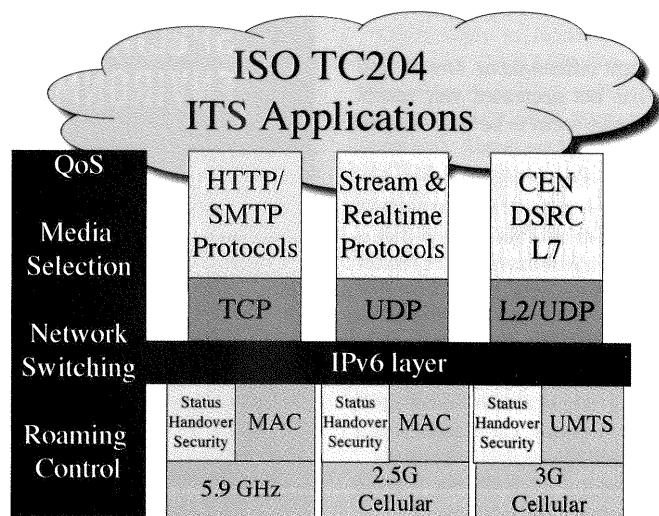 ISO TC204
ITS Applications
QoS
Media
Selection
Network
Switching
Roaming
Control
HTTP/
SMTP
Protocols
Stream &
Realtime
Protocols
CEN
DSRC
L7
TCP
UDP
L2/UDP
IPv6 layer
Status
Handover
Security
MAC
Status
Handover
Security
MAC
Status
Handover
Security
UMTS
5.9 GHz
2.5G
Cellular
3G
Cellular